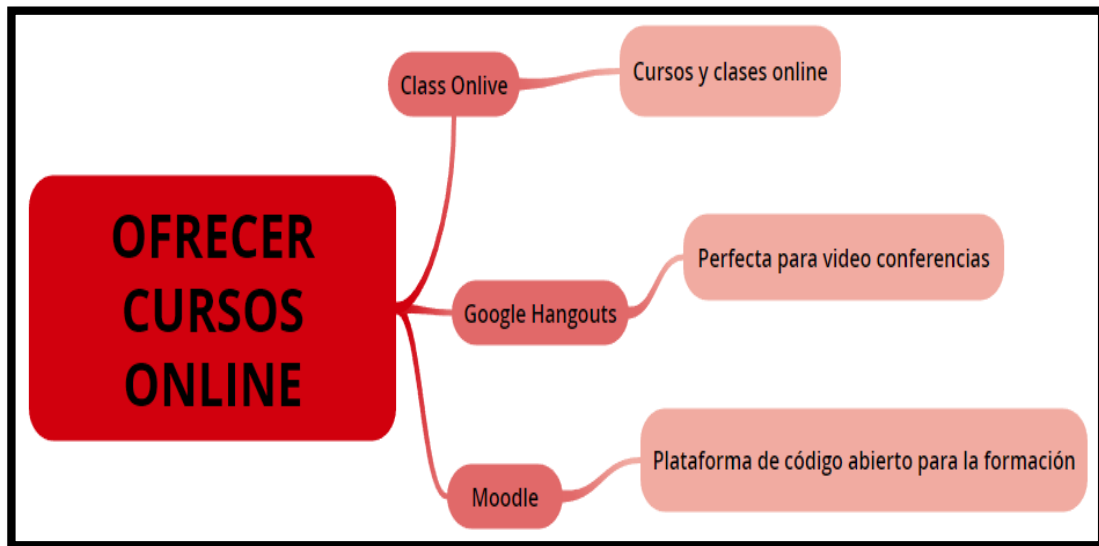 OFRECER
CURSOS
ONLINE
Class Onlive
Cursos y clases online
Google Hangouts
Perfecta para video conferencias
Moodle
Plataforma de código abierto para la formación